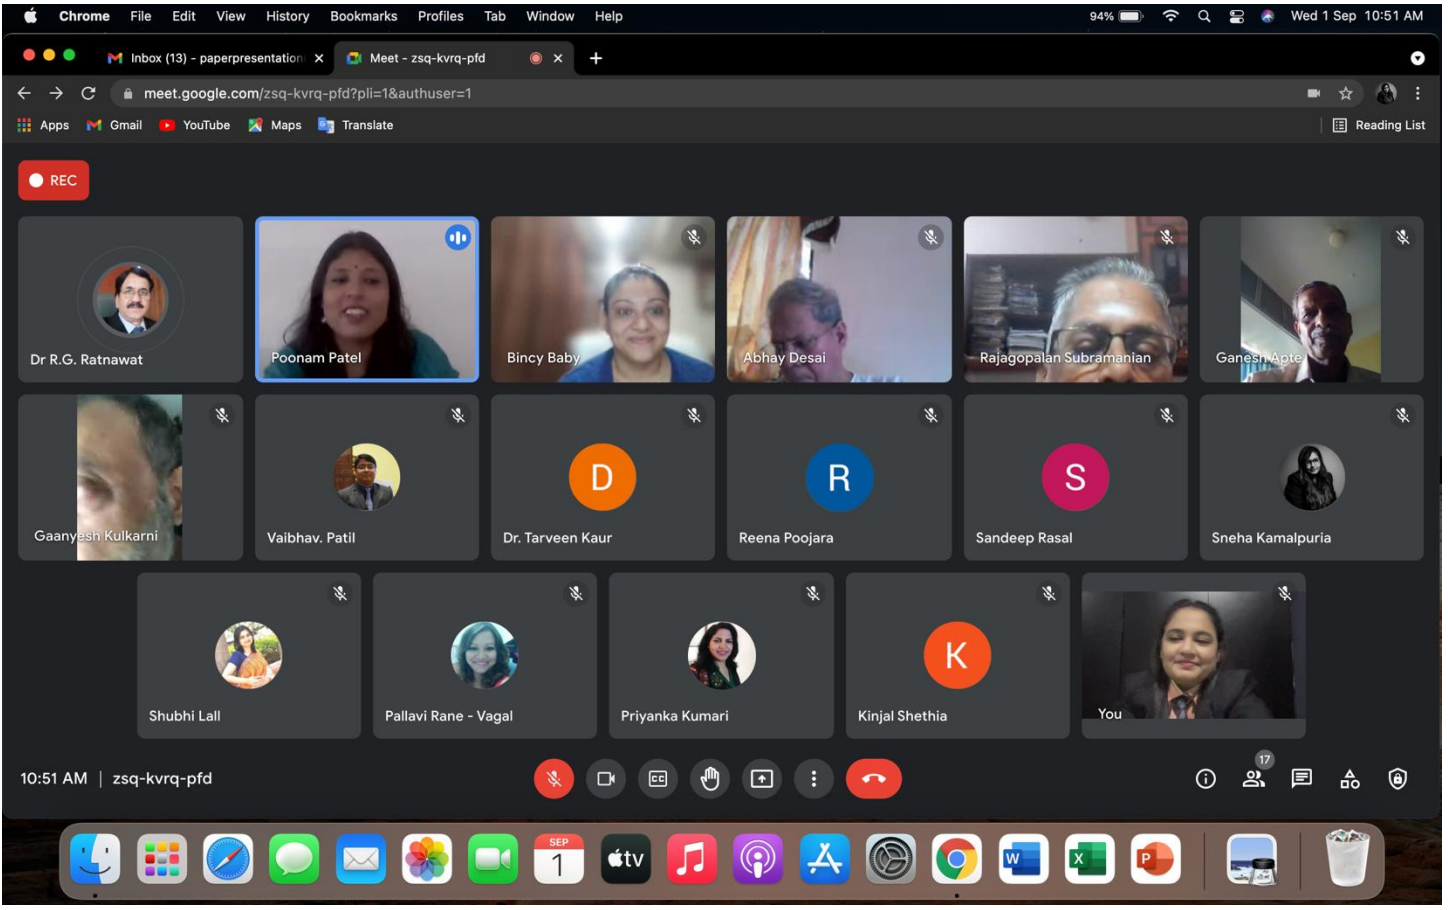 Chrome File Edit View History Bookmarks Profiles Tab Window Help 94% Wed 1 Sep 10:51 AM
Inbox (13) - paperpresentation Meet - zsq-kvrq-pfd
meet.google.com/zsq-kvrq-pfd?pli=1&authuser=1
Apps Gmail YouTube Maps Translate Reading List
REC
Dr R.G. Ratnawat Poonam Patel Bincy Baby Abhay Desai Rajagopalan Subramanian Ganesh Apte
D R S
Gaanyesh Kulkarni Vaibhav. Patil Dr. Tarveen Kaur Reena Poojara Sandeep Rasal Sneha Kamalpuria
K
Shubhi Lall Pallavi Rane - Vagal Priyanka Kumari Kinjal Shethia You
10:51 AM | zsq-kvrq-pfd CC 17
SEP
1 tv W X P